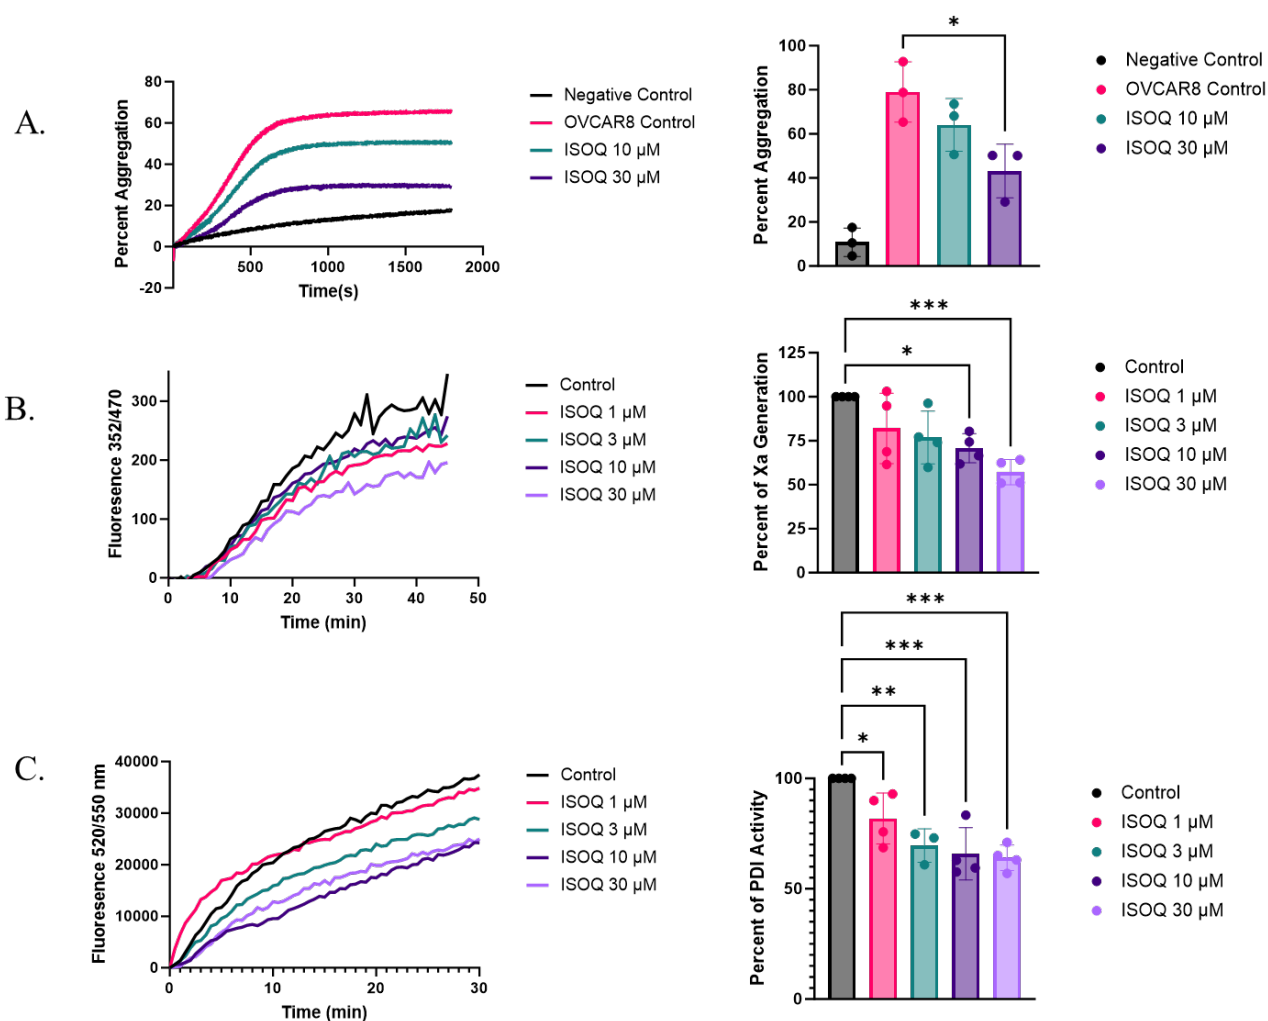 A.
Percent Aggregation
80
60
40
20
0
-20
500
1000
1500
2000
Time(s)
Negative Control
OVCAR8 Control
ISOQ 10 µM
ISOQ 30 µM
Percent Aggregation
100
80
60
40
20
0
*
Negative Control
OVCAR8 Control
ISOQ 10 µM
ISOQ 30 µM
B.
Fluoresence 352/470
300
200
100
0
0
10
20
30
40
50
Time (min)
Control
ISOQ 1 µM
ISOQ 3 µM
ISOQ 10 µM
ISOQ 30 µM
Percent of Xa Generation
125
100
75
50
25
0
***
*
Control
ISOQ 1 µM
ISOQ 3 µM
ISOQ 10 µM
ISOQ 30 µM
C.
Fluoresence 520/550 nm
40000
30000
20000
10000
0
0
10
20
30
Time (min)
Control
ISOQ 1 µM
ISOQ 3 µM
ISOQ 10 µM
ISOQ 30 µM
Percent of PDI Activity
100
50
0
***
***
**
*
Control
ISOQ 1 µM
ISOQ 3 µM
ISOQ 10 µM
ISOQ 30 µM